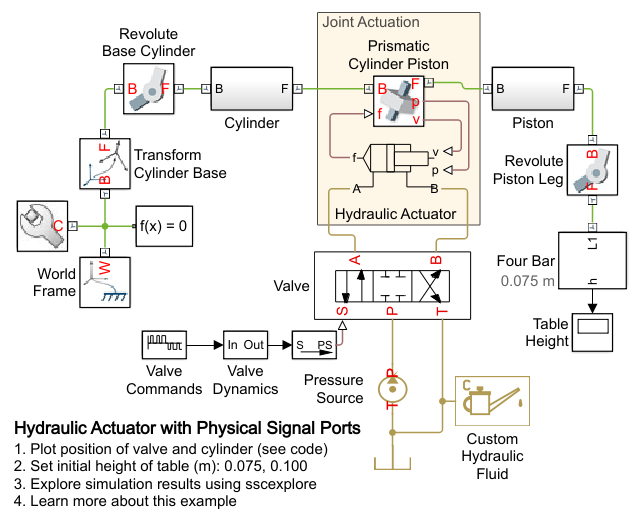 Joint Actuation
Revolute
Base Cylinder
Prismatic
Cylinder Piston
B
F
B
F
B
F
f
p
v
B
F
Cylinder
Piston
F
B
Transform
Cylinder Base
f
v
p
A
B
Hydraulic Actuator
B
F
Revolute
Piston Leg
C
f(x) = 0
W
World
Frame
L1
h
Four Bar
0.075 m
A
B
Valve
S
P
T
Table
Height
In Out
S PS
Valve
Commands
Valve
Dynamics
Pressure
Source
P
T
C
Custom
Hydraulic
Fluid
Hydraulic Actuator with Physical Signal Ports
1. Plot position of valve and cylinder (see code)
2. Set initial height of table (m): 0.075, 0.100
3. Explore simulation results using sscexplore
4. Learn more about this example